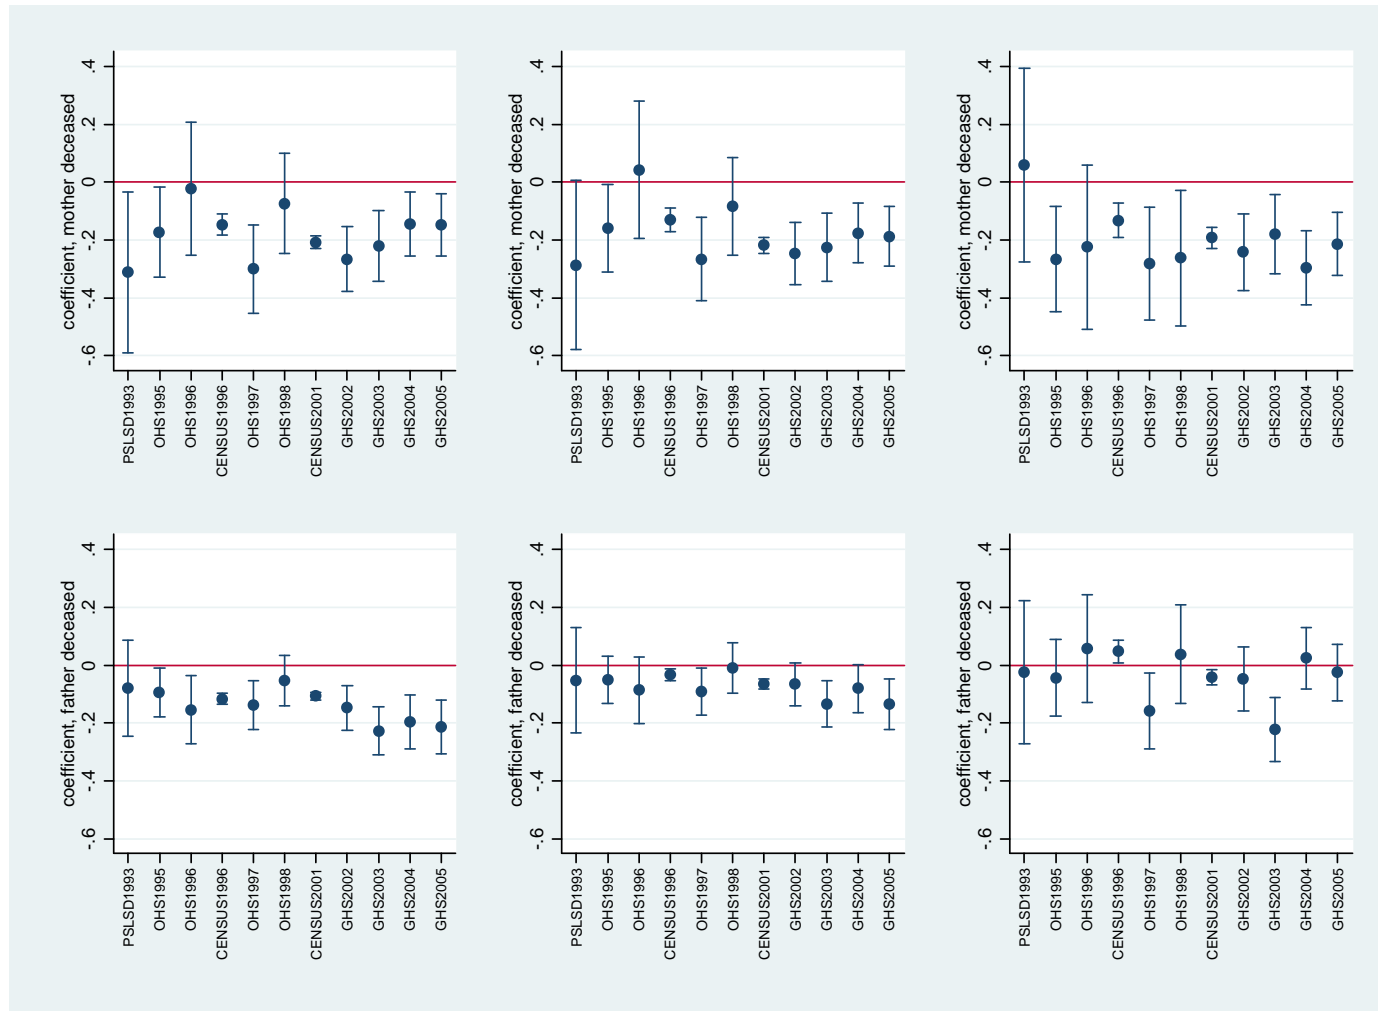 coefficient, mother deceased
.4
.2
0
-.2
-.4
-.6
PSLSD1993
OHS1995
OHS1996
CENSUS1996
OHS1997
OHS1998
CENSUS2001
GHS2002
GHS2003
GHS2004
GHS2005
coefficient, mother deceased
.4
.2
0
-.2
-.4
-.6
PSLSD1993
OHS1995
OHS1996
CENSUS1996
OHS1997
OHS1998
CENSUS2001
GHS2002
GHS2003
GHS2004
GHS2005
coefficient, mother deceased
.4
.2
0
-.2
-.4
-.6
PSLSD1993
OHS1995
OHS1996
CENSUS1996
OHS1997
OHS1998
CENSUS2001
GHS2002
GHS2003
GHS2004
GHS2005
coefficient, father deceased
.4
.2
0
-.2
-.4
-.6
PSLSD1993
OHS1995
OHS1996
CENSUS1996
OHS1997
OHS1998
CENSUS2001
GHS2002
GHS2003
GHS2004
GHS2005
coefficient, father deceased
.4
.2
0
-.2
-.4
-.6
PSLSD1993
OHS1995
OHS1996
CENSUS1996
OHS1997
OHS1998
CENSUS2001
GHS2002
GHS2003
GHS2004
GHS2005
coefficient, father deceased
.4
.2
0
-.2
-.4
-.6
PSLSD1993
OHS1995
OHS1996
CENSUS1996
OHS1997
OHS1998
CENSUS2001
GHS2002
GHS2003
GHS2004
GHS2005